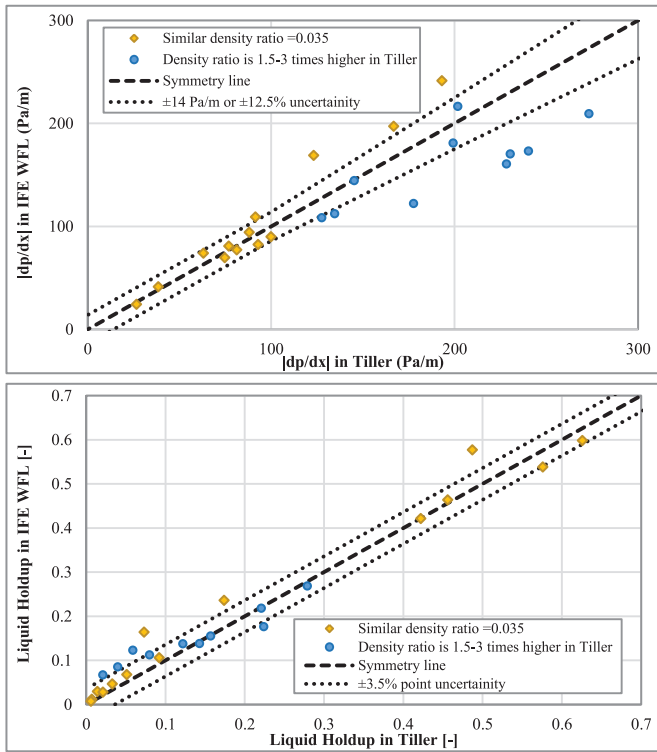 300
Similar density ratio =0.035
Density ratio is 1.5-3 times higher in Tiller
Symmetry line
±14 Pa/m or ±12.5% uncertainity
200
100
0
|dp/dx| in IFE WFL (Pa/m)
0 100 200 300
|dp/dx| in Tiller (Pa/m)
0.7
0.6
0.5
0.4
0.3
0.2
0.1
0
Liquid Holdup in IFE WFL [-]
Similar density ratio =0.035
Density ratio is 1.5-3 times higher in Tiller
Symmetry line
±3.5% point uncertainity
0 0.1 0.2 0.3 0.4 0.5 0.6 0.7
Liquid Holdup in Tiller [-]